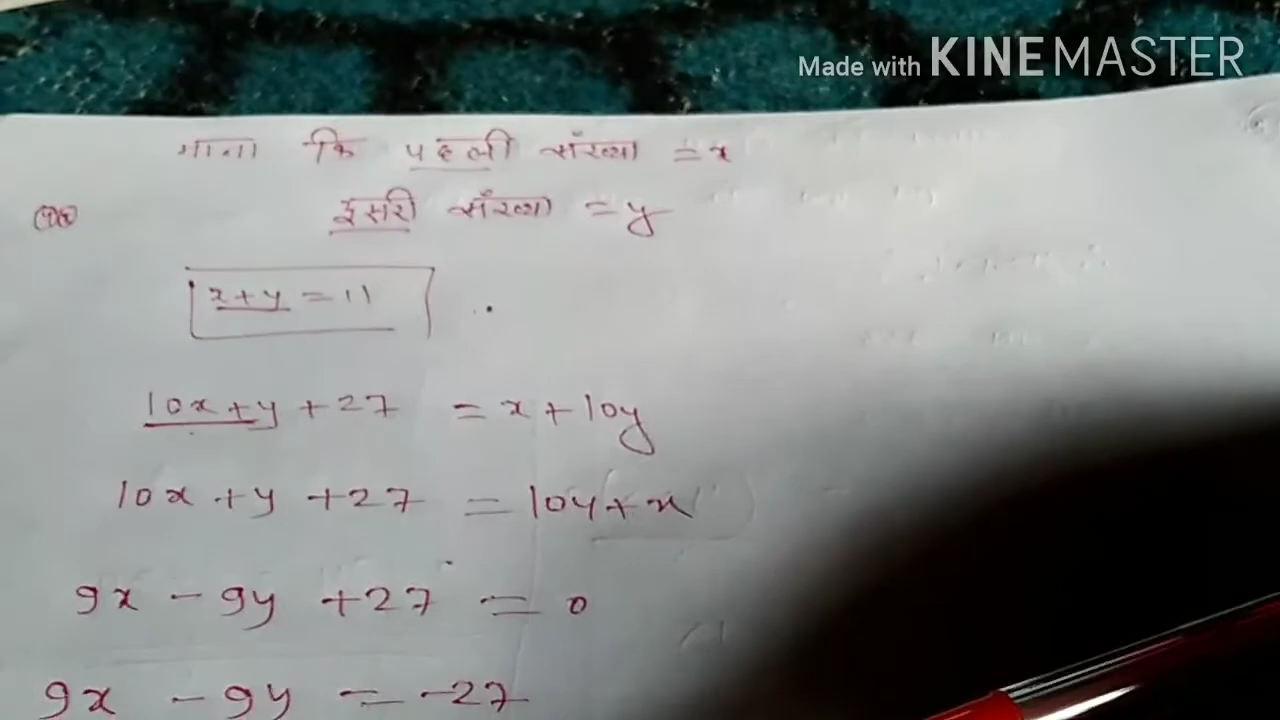 Made with KINEMASTER
माना कि पहली संख्या = x
दूसरी संख्या = y
x + y = 11
10x + y + 27 = x + 10y
10x + y + 27 = 10y + x
9x - 9y + 27 = 0
9x - 9y = -27